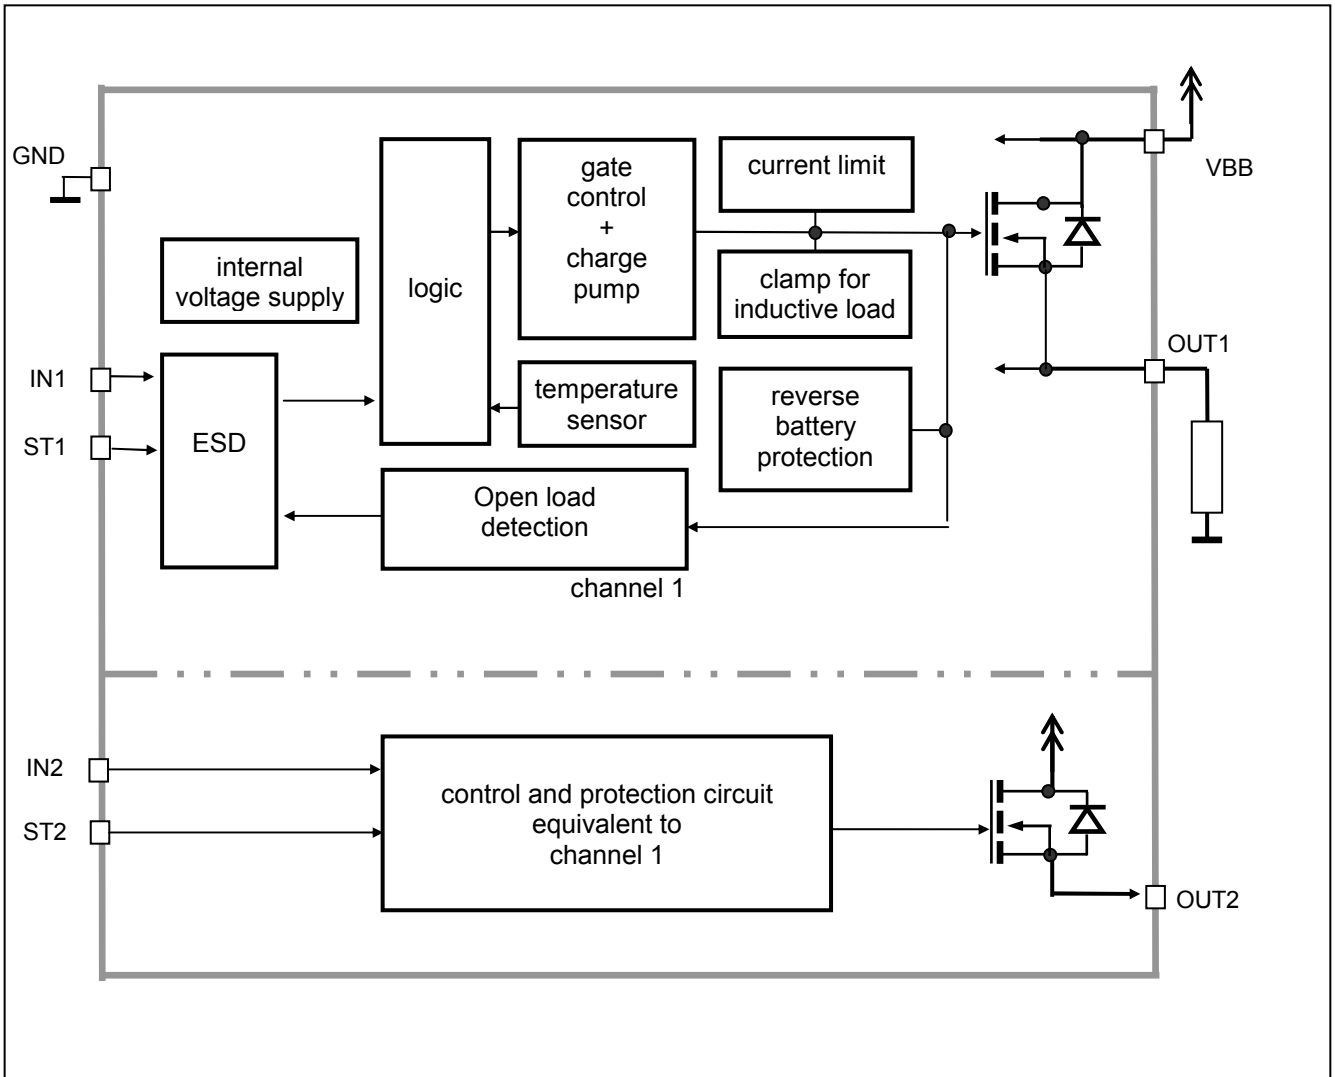 GND
VBB
gate
control
+
charge
pump
current limit
internal
voltage supply
logic
clamp for
inductive load
OUT1
IN1
ST1
ESD
temperature
sensor
reverse
battery
protection
Open load
detection
channel 1
IN2
ST2
control and protection circuit
equivalent to
channel 1
OUT2